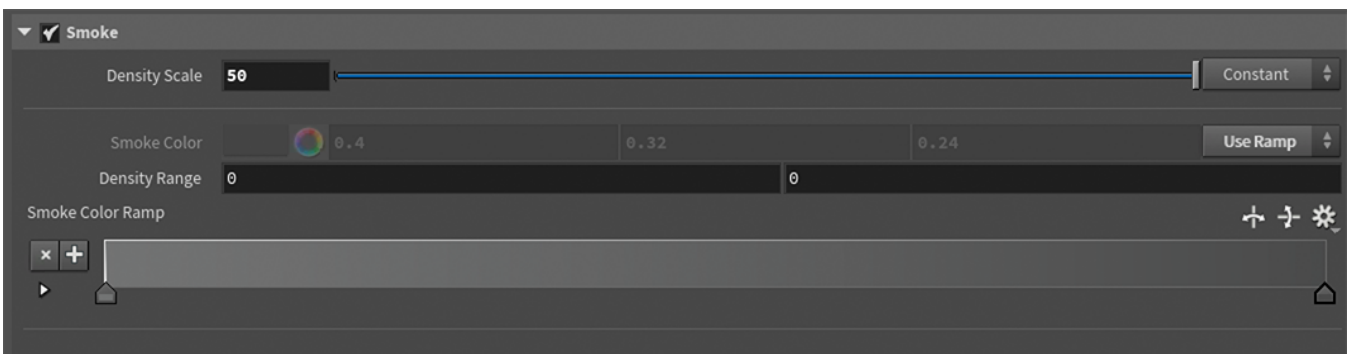 Smoke
Density Scale 50 Constant
Smoke Color 0.4 0.32 0.24 Use Ramp
Density Range 0 0
Smoke Color Ramp